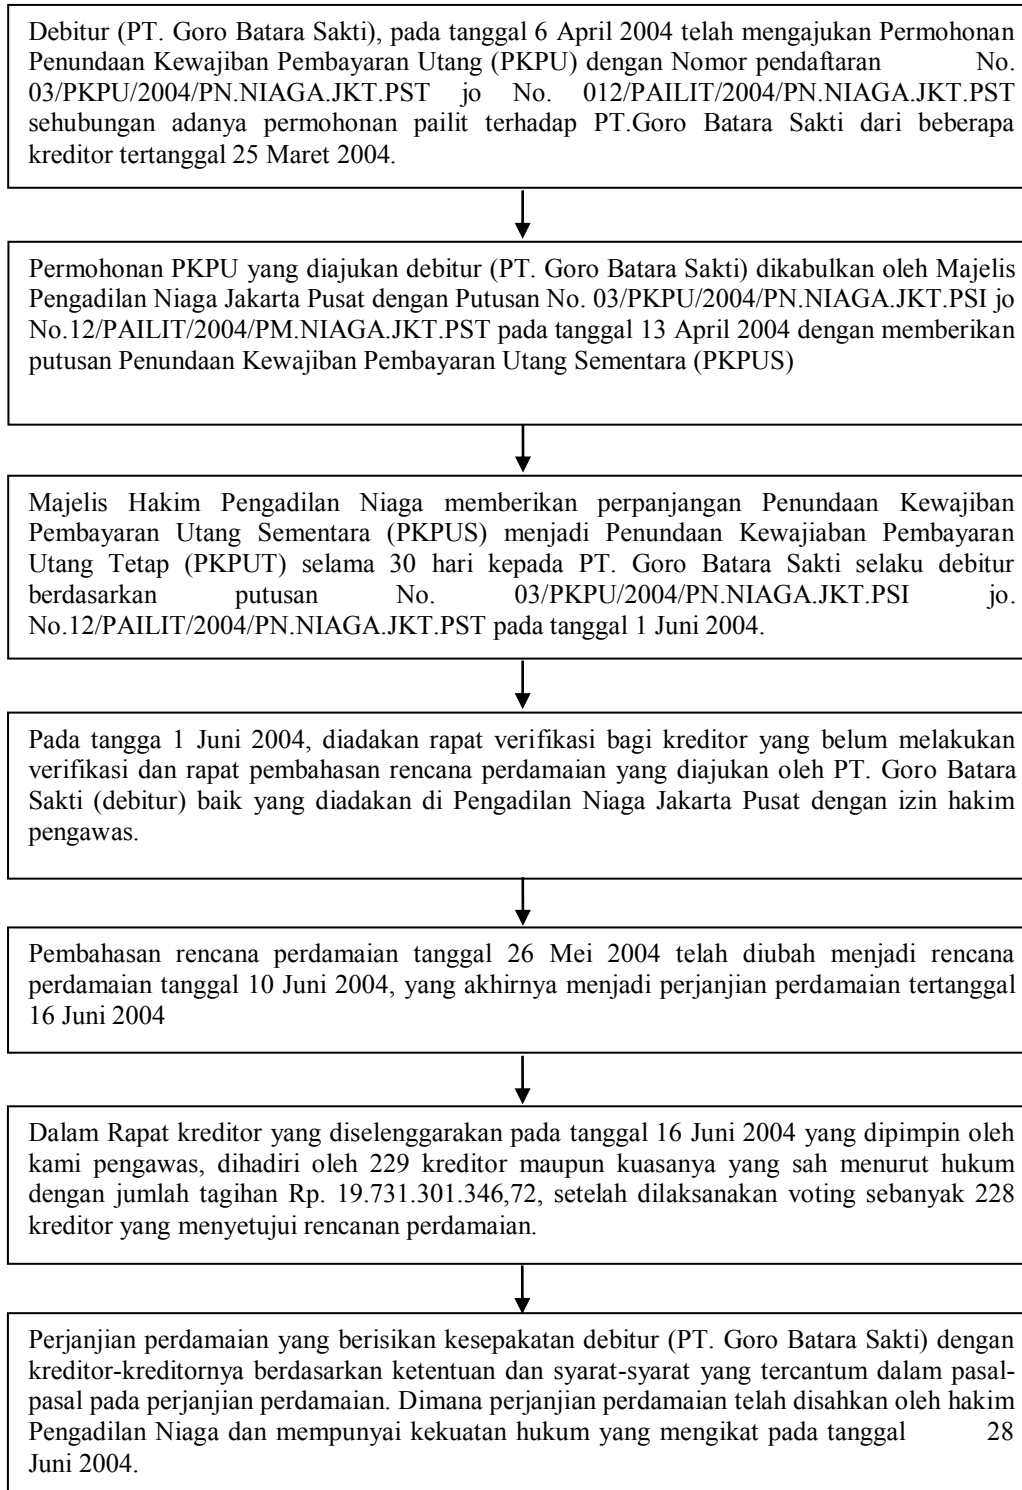 Debitur (PT. Goro Batara Sakti), pada tanggal 6 April 2004 telah mengajukan Permohonan
Penundaan Kewajiban Pembayaran Utang (PKPU) dengan Nomor pendaftaran No.
03/PKPU/2004/PN.NIAGA.JKT.PST jo No. 012/PAILIT/2004/PN.NIAGA.JKT.PST
sehubungan adanya permohonan pailit terhadap PT.Goro Batara Sakti dari beberapa
kreditor tertanggal 25 Maret 2004.
Permohonan PKPU yang diajukan debitur (PT. Goro Batara Sakti) dikabulkan oleh Majelis
Pengadilan Niaga Jakarta Pusat dengan Putusan No. 03/PKPU/2004/PN.NIAGA.JKT.PSI jo
No.12/PAILIT/2004/PM.NIAGA.JKT.PST pada tanggal 13 April 2004 dengan memberikan
putusan Penundaan Kewajiban Pembayaran Utang Sementara (PKPUS)
Majelis Hakim Pengadilan Niaga memberikan perpanjangan Penundaan Kewajiban
Pembayaran Utang Sementara (PKPUS) menjadi Penundaan Kewajiaban Pembayaran
Utang Tetap (PKPUT) selama 30 hari kepada PT. Goro Batara Sakti selaku debitur
berdasarkan putusan No. 03/PKPU/2004/PN.NIAGA.JKT.PSI jo.
No.12/PAILIT/2004/PN.NIAGA.JKT.PST pada tanggal 1 Juni 2004.
Pada tangga 1 Juni 2004, diadakan rapat verifikasi bagi kreditor yang belum melakukan
verifikasi dan rapat pembahasan rencana perdamaian yang diajukan oleh PT. Goro Batara
Sakti (debitur) baik yang diadakan di Pengadilan Niaga Jakarta Pusat dengan izin hakim
pengawas.
Pembahasan rencana perdamaian tanggal 26 Mei 2004 telah diubah menjadi rencana
perdamaian tanggal 10 Juni 2004, yang akhirnya menjadi perjanjian perdamaian tertanggal
16 Juni 2004
Dalam Rapat kreditor yang diselenggarakan pada tanggal 16 Juni 2004 yang dipimpin oleh
kami pengawas, dihadiri oleh 229 kreditor maupun kuasanya yang sah menurut hukum
dengan jumlah tagihan Rp. 19.731.301.346,72, setelah dilaksanakan voting sebanyak 228
kreditor yang menyetujui rencanan perdamaian.
Perjanjian perdamaian yang berisikan kesepakatan debitur (PT. Goro Batara Sakti) dengan
kreditor-kreditornya berdasarkan ketentuan dan syarat-syarat yang tercantum dalam pasal-
pasal pada perjanjian perdamaian. Dimana perjanjian perdamaian telah disahkan oleh hakim
Pengadilan Niaga dan mempunyai kekuatan hukum yang mengikat pada tanggal 28
Juni 2004.